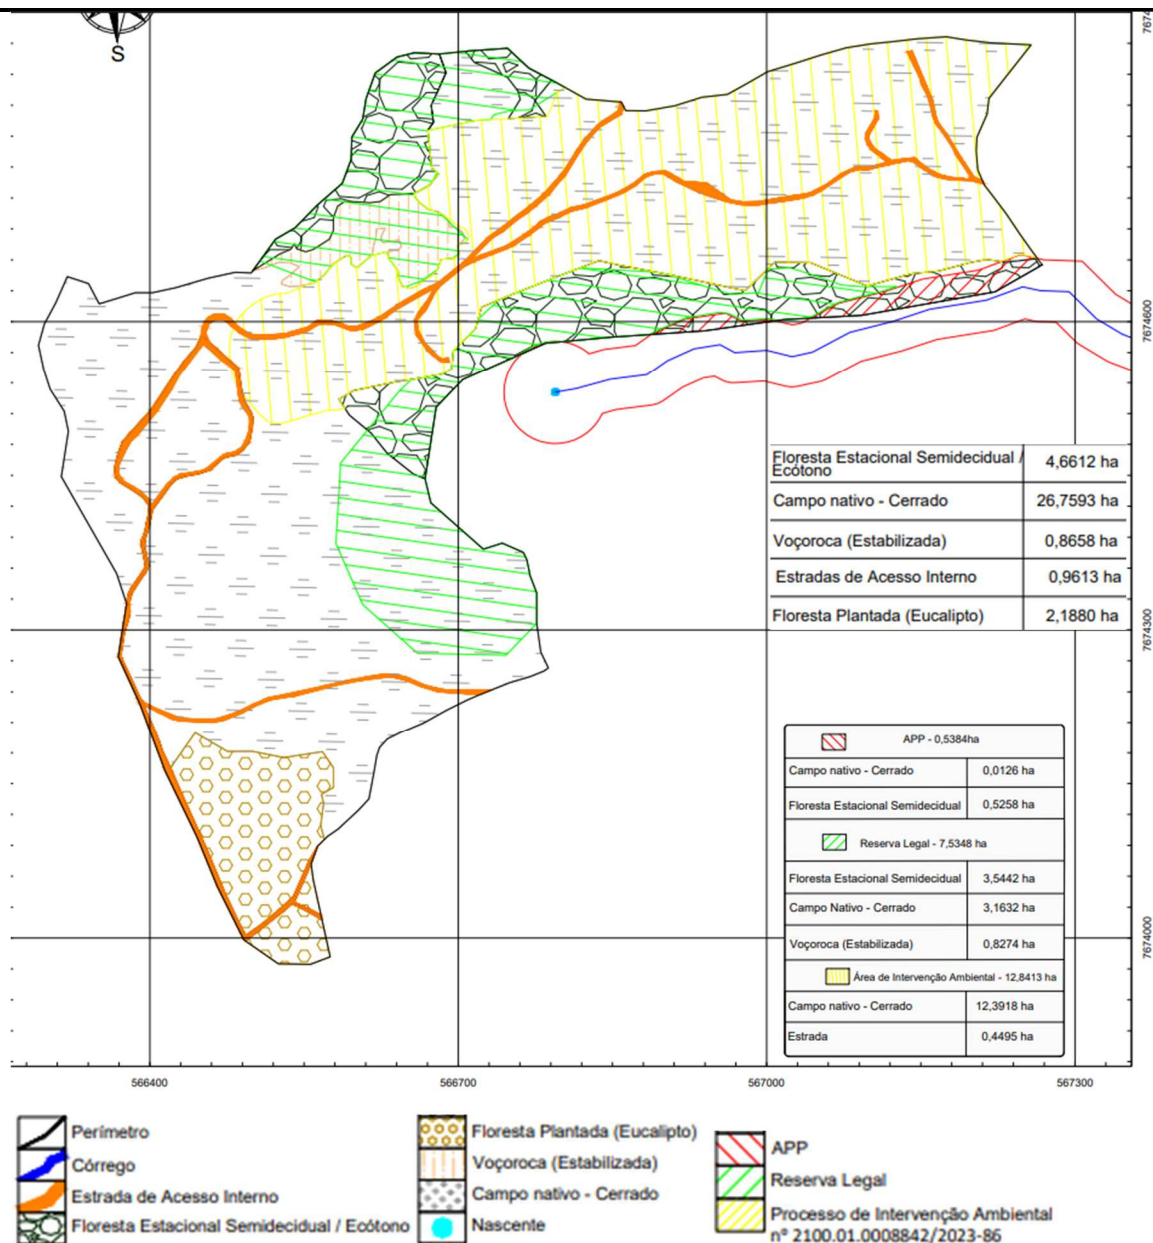 S
7674600
7674300
7674000
Floresta Estacional Semidecidual / Ecótono 4,6612 ha
Campo nativo - Cerrado 26,7593 ha
Voçoroca (Estabilizada) 0,8658 ha
Estradas de Acesso Interno 0,9613 ha
Floresta Plantada (Eucalipto) 2,1880 ha
APP - 0,5384ha
Campo nativo - Cerrado 0,0126 ha
Floresta Estacional Semidecidual 0,5258 ha
Reserva Legal - 7,5348 ha
Floresta Estacional Semidecidual 3,5442 ha
Campo Nativo - Cerrado 3,1632 ha
Voçoroca (Estabilizada) 0,8274 ha
Área de Intervenção Ambiental - 12,8413 ha
Campo nativo - Cerrado 12,3918 ha
Estrada 0,4495 ha
566400 566700 567000 567300
Perímetro
Córrego
Estrada de Acesso Interno
Floresta Estacional Semidecidual / Ecótono
Floresta Plantada (Eucalipto)
Voçoroca (Estabilizada)
Campo nativo - Cerrado
Nascente
APP
Reserva Legal
Processo de Intervenção Ambiental
nº 2100.01.0008842/2023-86